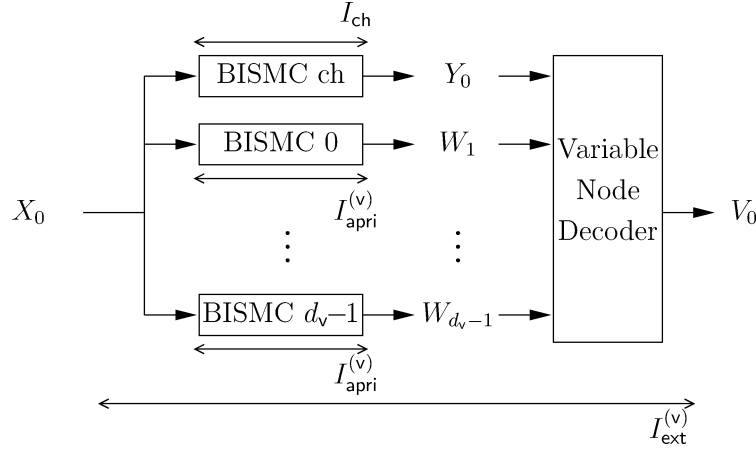 I_ch
BISMC ch
Y_0
BISMC 0
W_1
Variable
Node
Decoder
I_apri^(v)
X_0
V_0
⋮
⋮
BISMC d_v–1
W_{d_v−1}
I_apri^(v)
I_ext^(v)